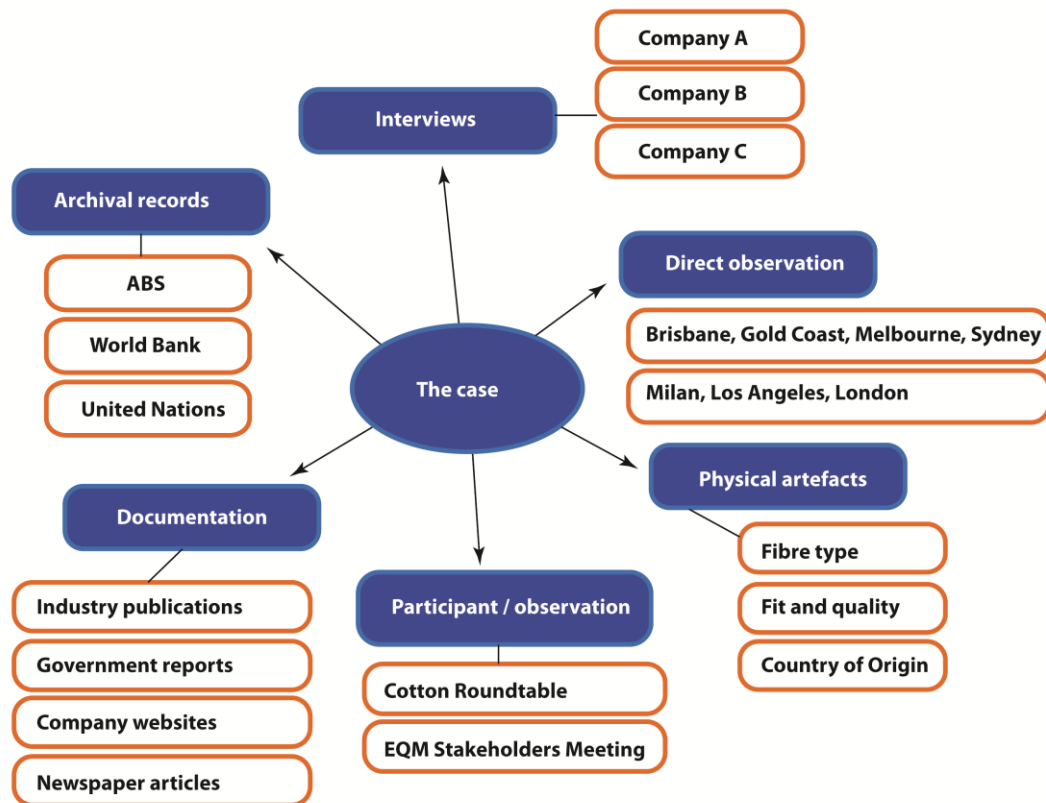 Company A
Company B
Company C
Interviews
Archival records
ABS
World Bank
United Nations
Direct observation
Brisbane, Gold Coast, Melbourne, Sydney
Milan, Los Angeles, London
The case
Physical artefacts
Fibre type
Fit and quality
Country of Origin
Documentation
Industry publications
Government reports
Company websites
Newspaper articles
Participant / observation
Cotton Roundtable
EQM Stakeholders Meeting